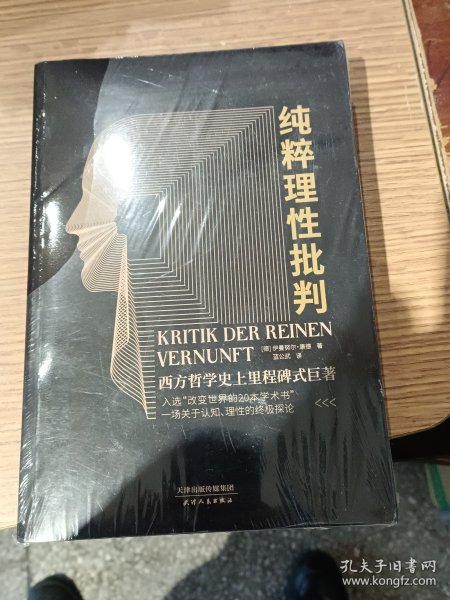 纯粹理性批判
KRITIK DER REINEN
VERNUNFT
[德]伊曼努尔·康德 著
蓝公武 译
西方哲学史上里程碑式巨著
入选“改变世界的20本学术书”
一场关于认知、理性的终极探论
<<<
天津出版传媒集团
天津人民出版社
孔夫子旧书网
www.kongfz.com